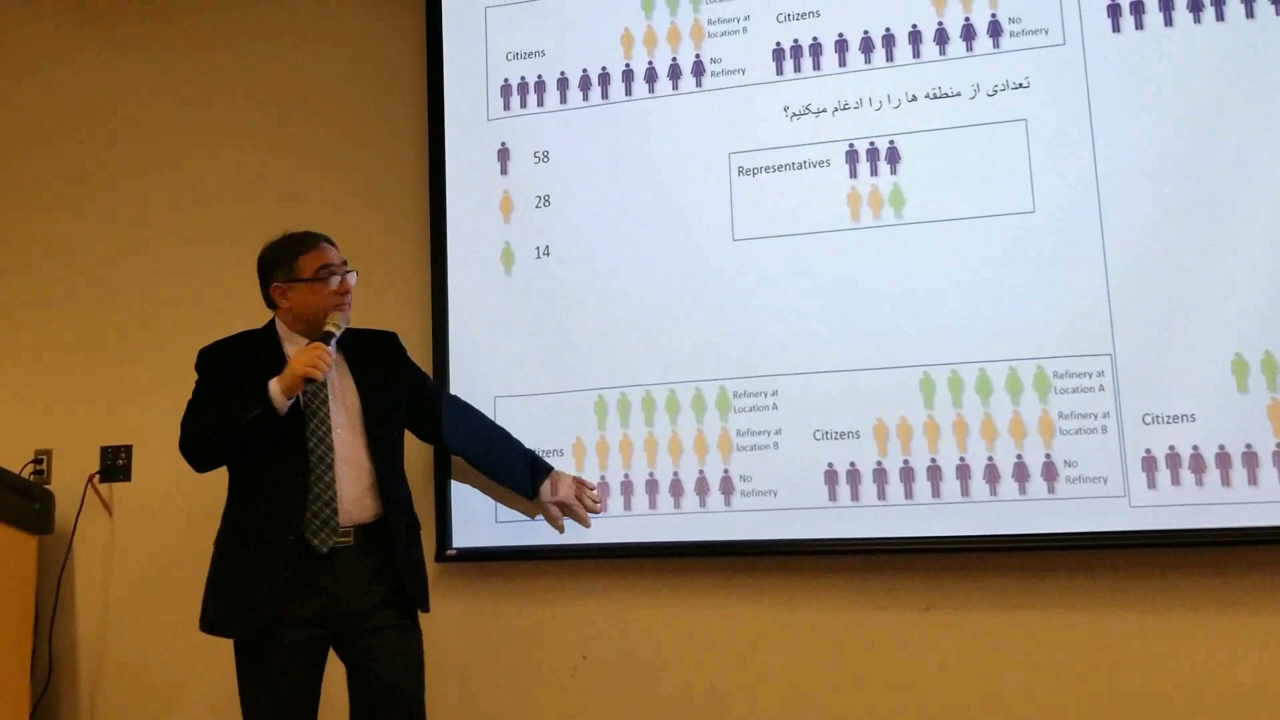 Refinery at
location B
Citizens
No
Refinery
Citizens
No
Refinery
تعدادی از منطقه ها را را ادغام میکنیم؟
58
28
14
Representatives
Refinery at
Location A
Refinery at
location B
No
Refinery
Citizens
Refinery at
Location A
Refinery at
location B
No
Refinery
Citizens